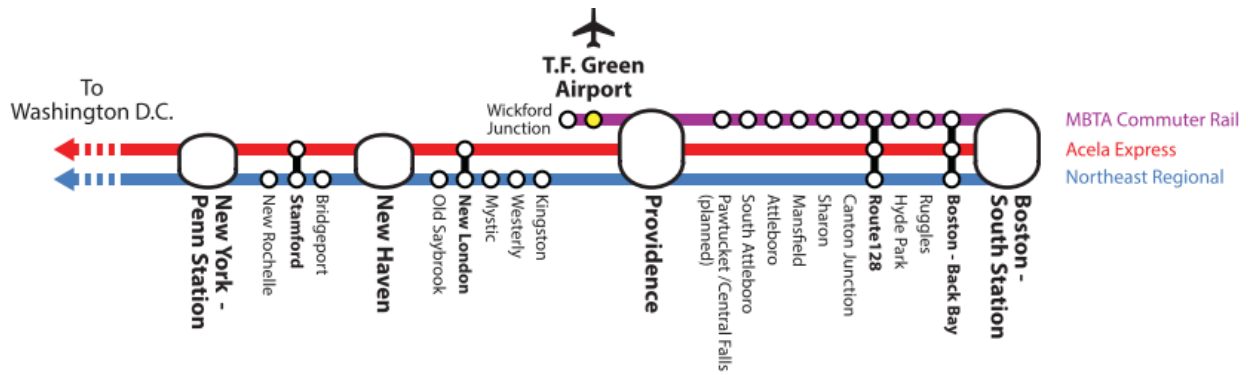 To
Washington D.C.
T.F. Green
Airport
Wickford
Junction
MBTA Commuter Rail
Acela Express
Northeast Regional
New York -
Penn Station
New Rochelle
Stamford
Bridgeport
New Haven
Old Saybrook
New London
Mystic
Westerly
Kingston
Providence
Pawtucket /Central Falls
(planned)
South Attleboro
Attleboro
Mansfield
Sharon
Canton Junction
Route128
Hyde Park
Ruggles
Boston - Back Bay
Boston -
South Station